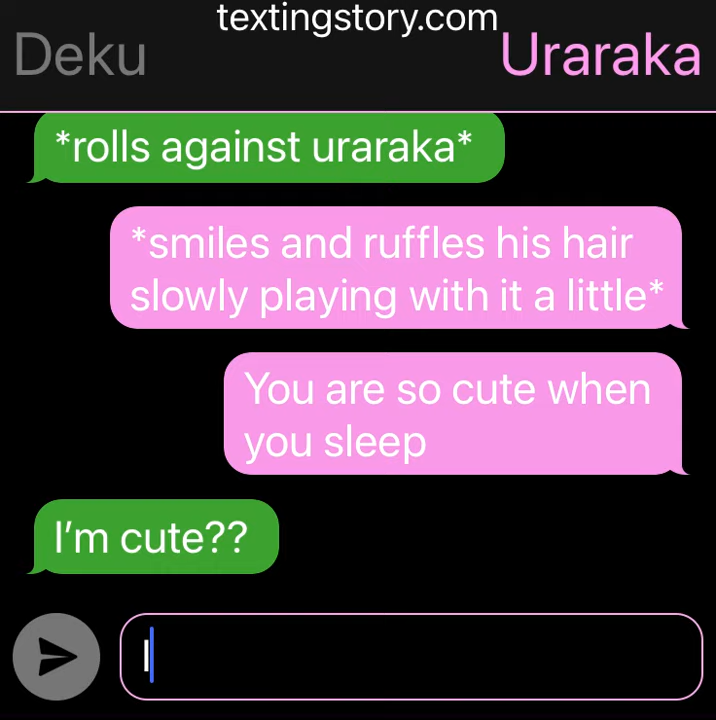 textingstory.com
Deku
Uraraka
*rolls against uraraka*
*smiles and ruffles his hair
slowly playing with it a little*
You are so cute when
you sleep
I’m cute??
I